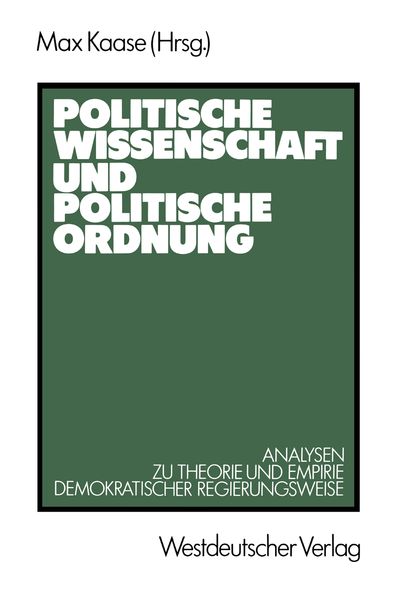 Max Kaase (Hrsg.)
POLITISCHE
WISSENSCHAFT
UND
POLITISCHE
ORDNUNG
ANALYSEN
ZU THEORIE UND EMPIRIE
DEMOKRATISCHER REGIERUNGSWEISE
Westdeutscher Verlag